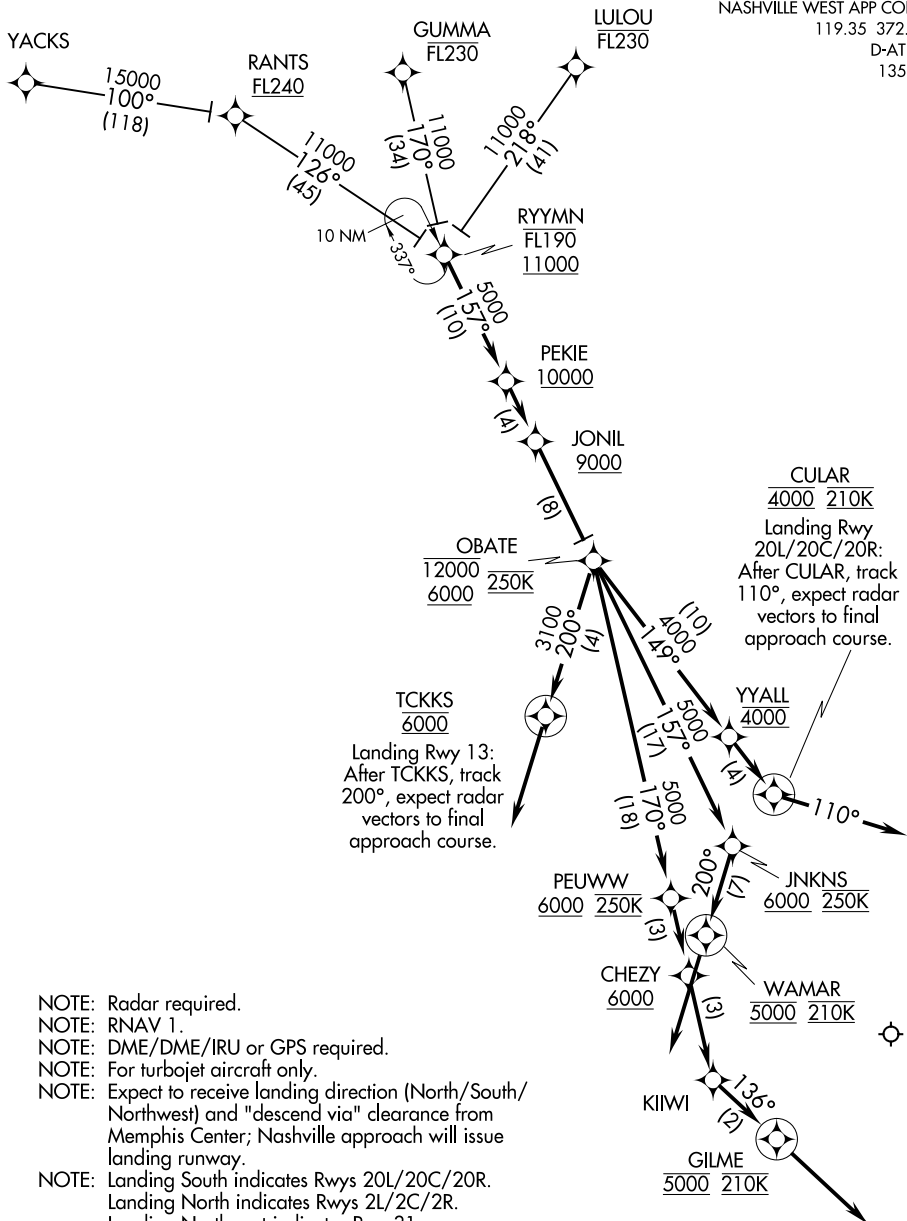 NASHVILLE WEST APP CO
119.35 372.
D-AT
135
YACKS
15000
100°
(118)
RANTS
FL240
11000
126°
(45)
GUMMA
FL230
11000
170°
(34)
LULOU
FL230
11000
218°
(41)
10 NM
337°
RYYMN
FL190
11000
5000
157°
(10)
PEKIE
10000
(4)
JONIL
9000
(8)
OBATE
12000
6000 250K
3100
200°
(4)
TCKKS
6000
Landing Rwy 13:
After TCKKS, track
200°, expect radar
vectors to final
approach course.
(10)
4000
149°
YYALL
4000
(4)
CULAR
4000 210K
Landing Rwy
20L/20C/20R:
After CULAR, track
110°, expect radar
vectors to final
approach course.
110°
5000
157°
(17)
JNKNS
6000 250K
200°
(7)
WAMAR
5000 210K
5000
170°
(18)
PEUWW
6000 250K
(3)
CHEZY
6000
(3)
KIIWI
136°
(2)
GILME
5000 210K
NOTE: Radar required.
NOTE: RNAV 1.
NOTE: DME/DME/IRU or GPS required.
NOTE: For turbojet aircraft only.
NOTE: Expect to receive landing direction (North/South/
Northwest) and "descend via" clearance from
Memphis Center; Nashville approach will issue
landing runway.
NOTE: Landing South indicates Rwys 20L/20C/20R.
Landing North indicates Rwys 2L/2C/2R.